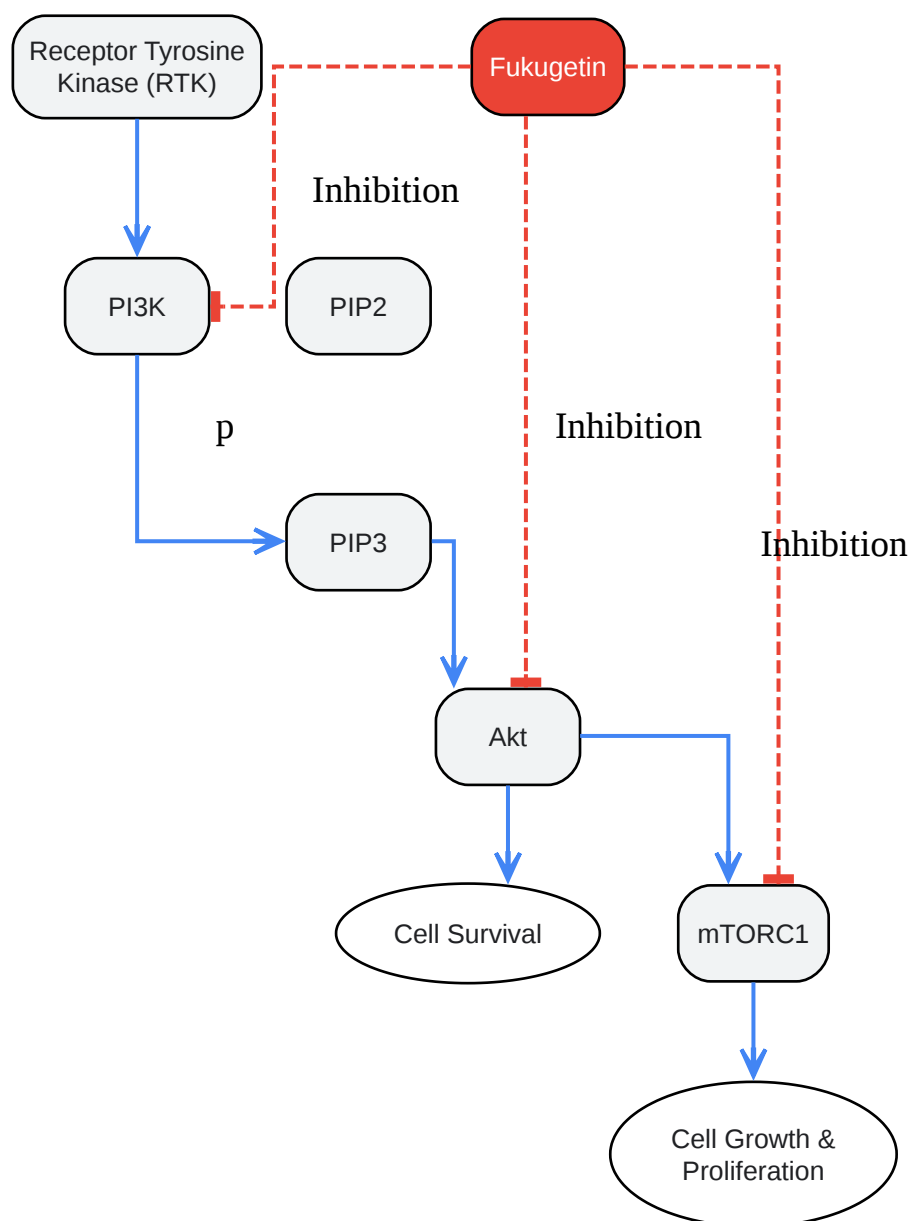 Receptor Tyrosine
Kinase (RTK)
Fukugetin
Inhibition
PI3K
PIP2
p
Inhibition
PIP3
Inhibition
Akt
Cell Survival
mTORC1
Cell Growth &
Proliferation